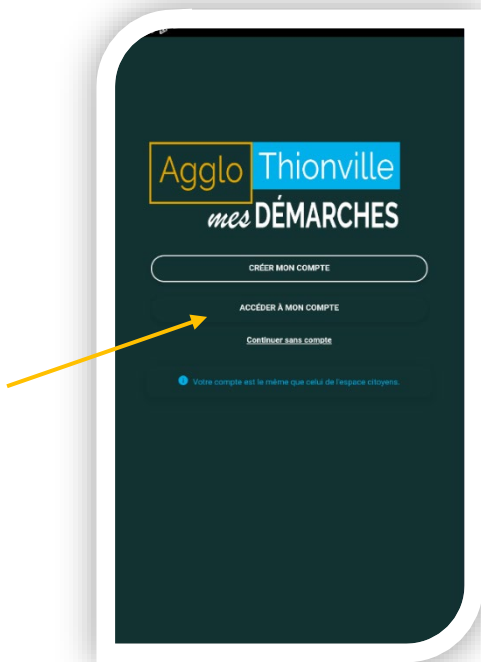 Agglo Thionville
mes DÉMARCHES
CRÉER MON COMPTE
ACCÉDER À MON COMPTE
Continuer sans compte
Votre compte est le même que celui de l'espace citoyens.